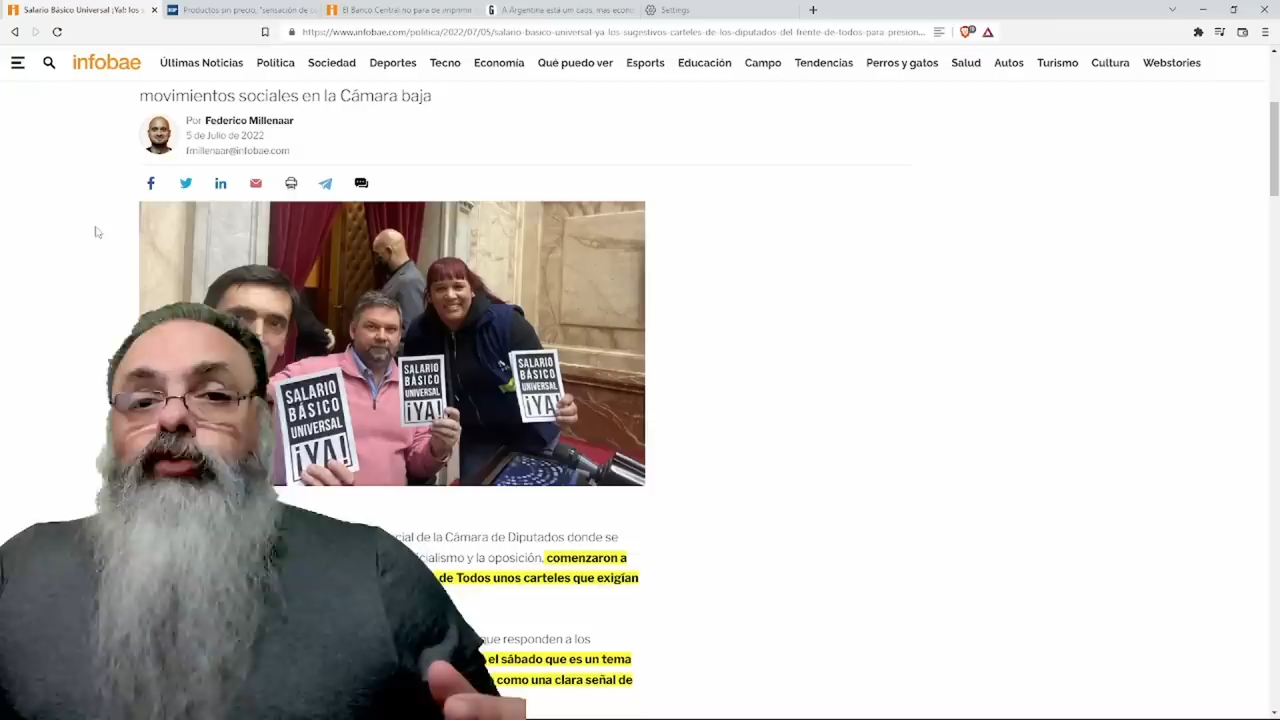 Salario Básico Universal ¡Ya!: los s
Productos sin precio, "sensación de
El Banco Central no para de imprimir
A Argentina está um caos, mas econo
Settings
https://www.infobae.com/politica/2022/07/05/salario-basico-universal-ya-los-sugestivos-carteles-de-los-diputados-del-frente-de-todos-para-presion...
infobae
Últimas Noticias Política Sociedad Deportes Tecno Economía Qué puedo ver Esports Educación Campo Tendencias Perros y gatos Salud Autos Turismo Cultura Webstories
movimientos sociales en la Cámara baja
Por Federico Millenaar
5 de Julio de 2022
fmillenaar@infobae.com
SALARIO
BÁSICO
UNIVERSAL
¡YA!
SALARIO
BÁSICO
UNIVERSAL
¡YA!
SALARIO
BÁSICO
UNIVERSAL
¡YA!
cial de la Cámara de Diputados donde se
cialismo y la oposición, comenzaron a
de Todos unos carteles que exigían
que responden a los
el sábado que es un tema
como una clara señal de